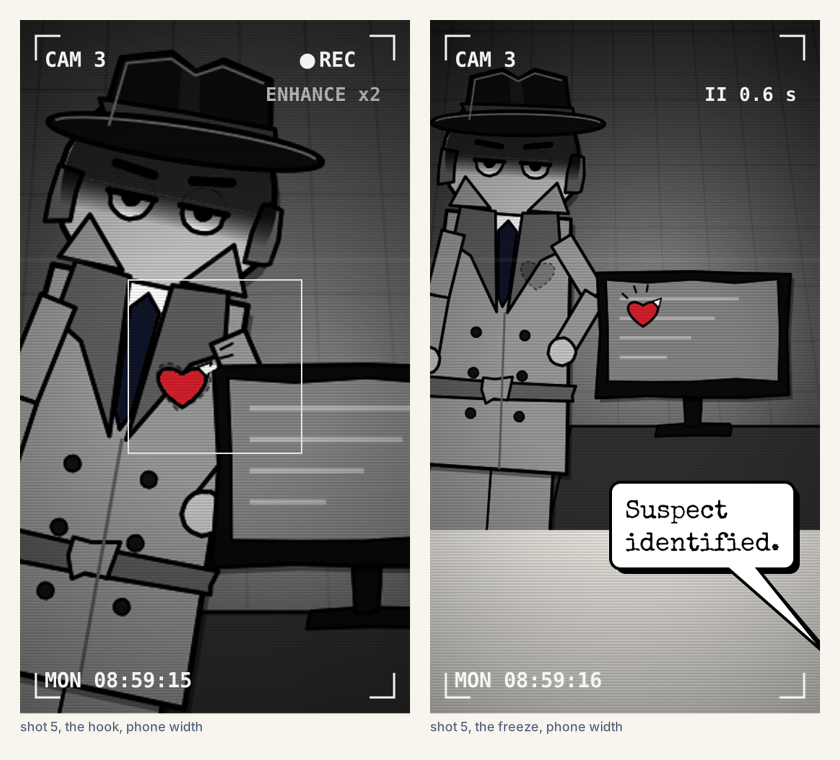 CAM 3
REC
ENHANCE x2
MON 08:59:15
shot 5, the hook, phone width
CAM 3
II 0.6 s
Suspect
identified.
MON 08:59:16
shot 5, the freeze, phone width